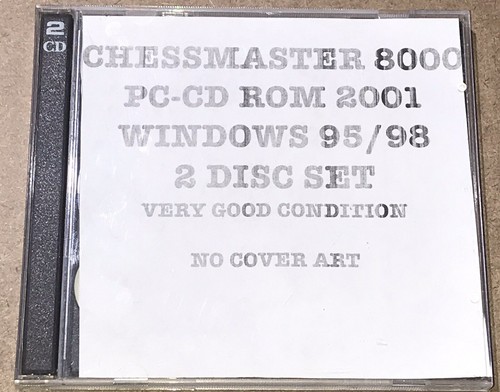 2
CD
CHESSMASTER 8000
PC-CD ROM 2001
WINDOWS 95/98
2 DISC SET
VERY GOOD CONDITION
NO COVER ART